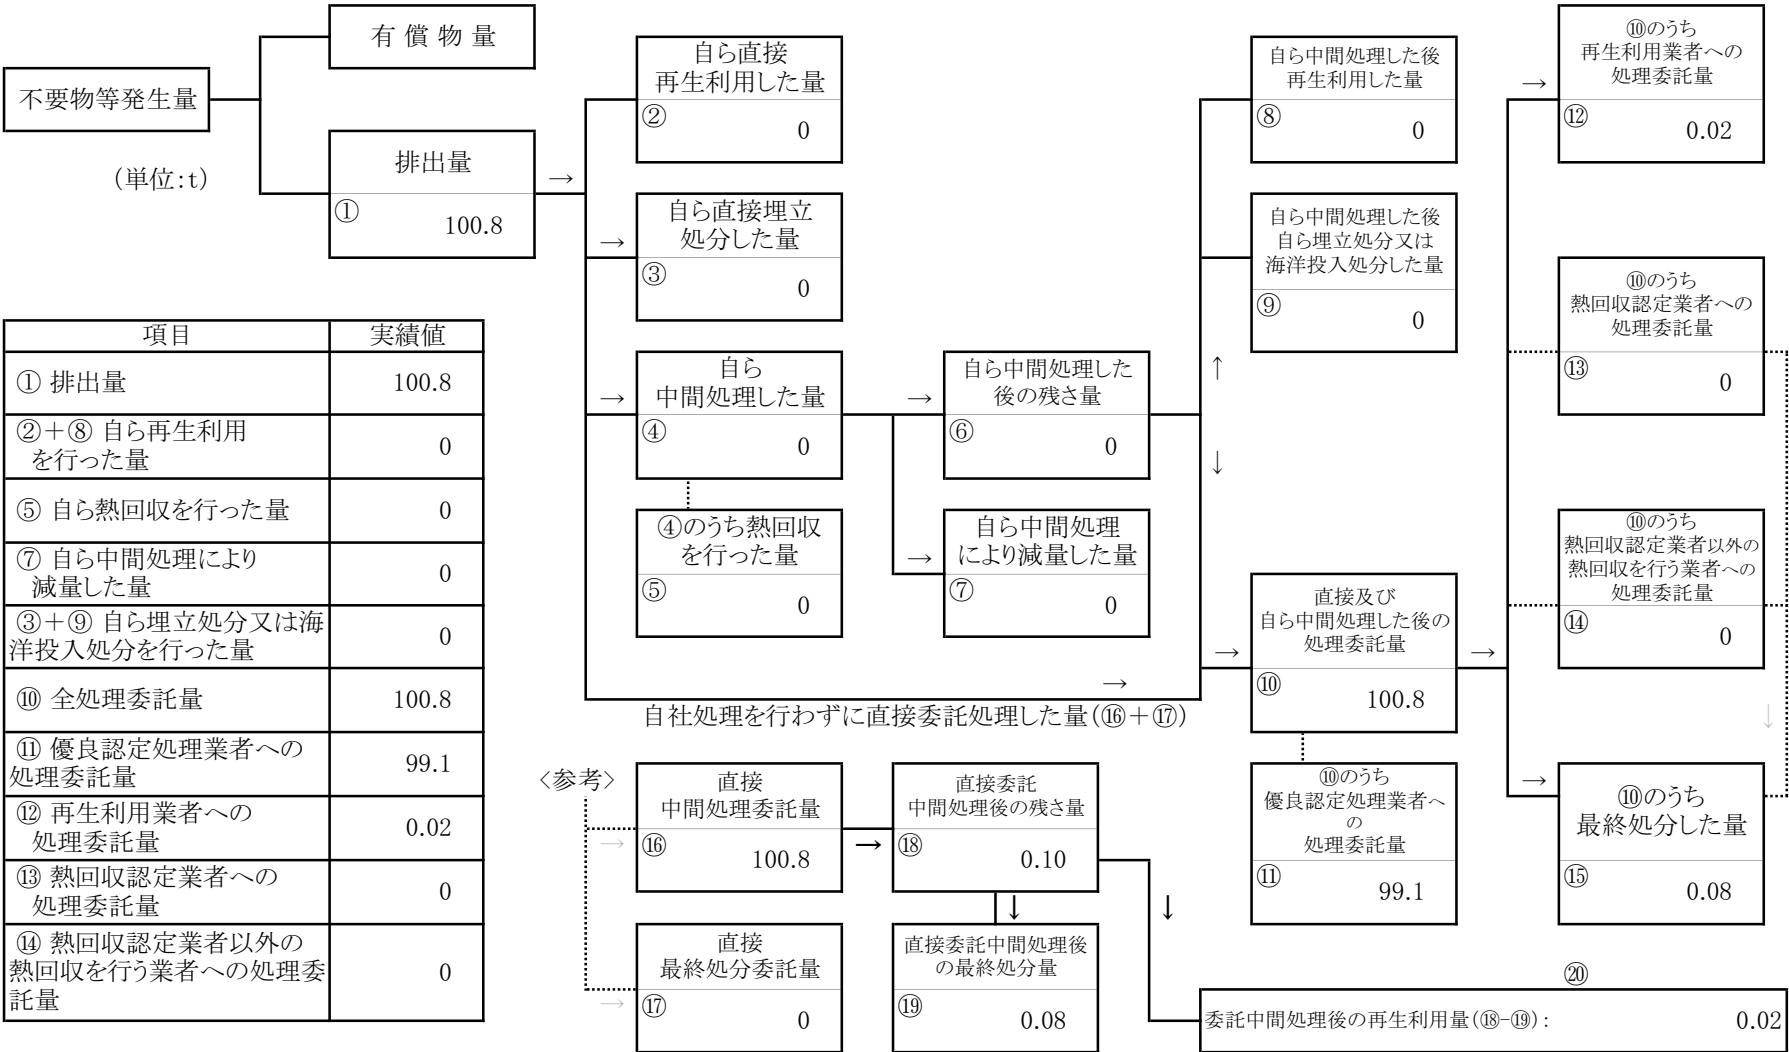 有 償 物 量
不要物等発生量
(単位:t)
排出量
①
100.8
→
自ら直接
再生利用した量
②
0
→
自ら直接埋立
処分した量
③
0
→
自ら
中間処理した量
④
0
④のうち熱回収
を行った量
⑤
0
→
自ら中間処理した
後の残さ量
⑥
0
→
自ら中間処理
により減量した量
⑦
0
↑
↓
自ら中間処理した後
再生利用した量
⑧
0
自ら中間処理した後
自ら埋立処分又は
海洋投入処分した量
⑨
0
→
自社処理を行わずに直接委託処理した量(⑯+⑰)
→
直接及び
自ら中間処理した後の
処理委託量
⑩
100.8
⑩のうち
優良認定処理業者へ
の
処理委託量
⑪
99.1
→
→
⑩のうち
再生利用業者への
処理委託量
⑫
0.02
⑩のうち
熱回収認定業者への
処理委託量
⑬
0
⑩のうち
熱回収認定業者以外の
熱回収を行う業者への
処理委託量
⑭
0
↓
→
⑩のうち
最終処分した量
⑮
0.08
項目 実績値
① 排出量 100.8
②+⑧ 自ら再生利用
を行った量 0
⑤ 自ら熱回収を行った量 0
⑦ 自ら中間処理により
減量した量 0
③+⑨ 自ら埋立処分又は海
洋投入処分を行った量 0
⑩ 全処理委託量 100.8
⑪ 優良認定処理業者への
処理委託量 99.1
⑫ 再生利用業者への
処理委託量 0.02
⑬ 熱回収認定業者への
処理委託量 0
⑭ 熱回収認定業者以外の
熱回収を行う業者への処理委
託量 0
<参考>
→
直接
中間処理委託量
⑯
100.8
→
直接委託
中間処理後の残さ量
⑱
0.10
↓
↓
→
直接
最終処分委託量
⑰
0
直接委託中間処理後
の最終処分量
⑲
0.08
⑳
委託中間処理後の再生利用量(⑱-⑲): 0.02